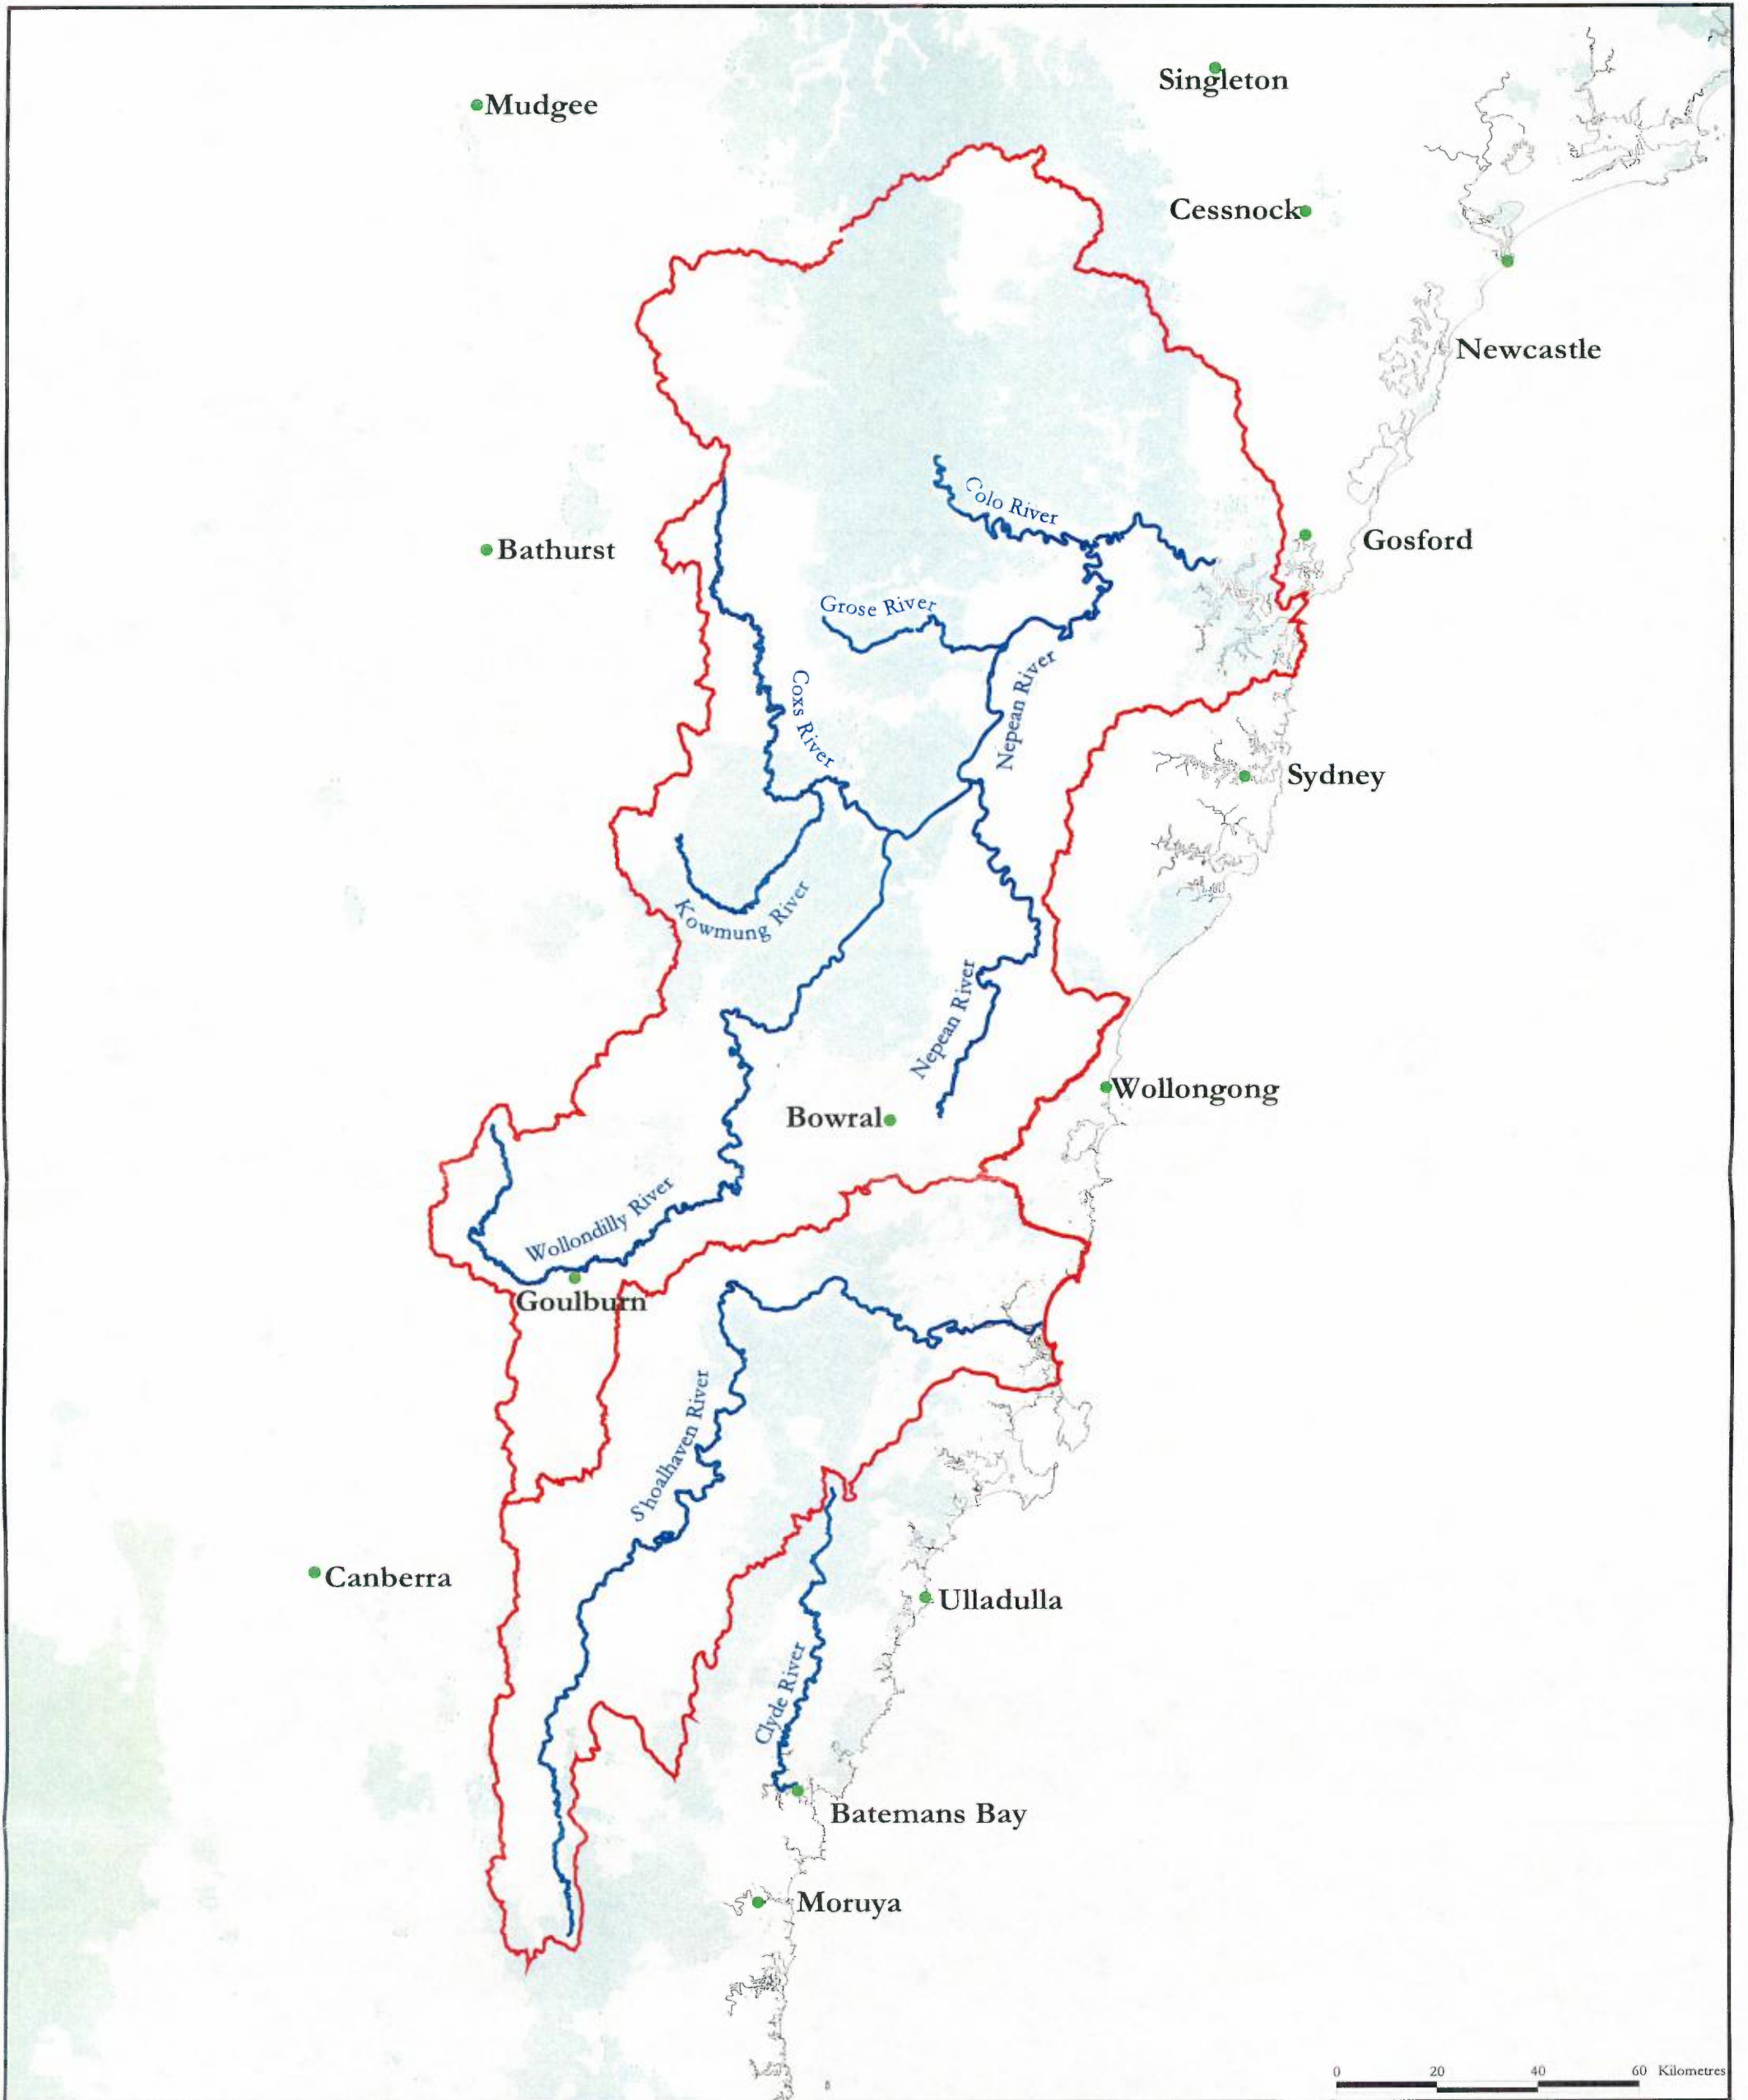 Singleton
Mudgee
Cessnock
Newcastle
Colo River
Gosford
Bathurst
Grose River
Nepean River
Coxs River
Sydney
Kowmung River
Nepean River
Wollongong
Bowral
Wollondilly River
Goulburn
Shoalhaven River
Canberra
Ulladulla
Clyde River
Batemans Bay
Moruya
0 20 40 60 Kilometres